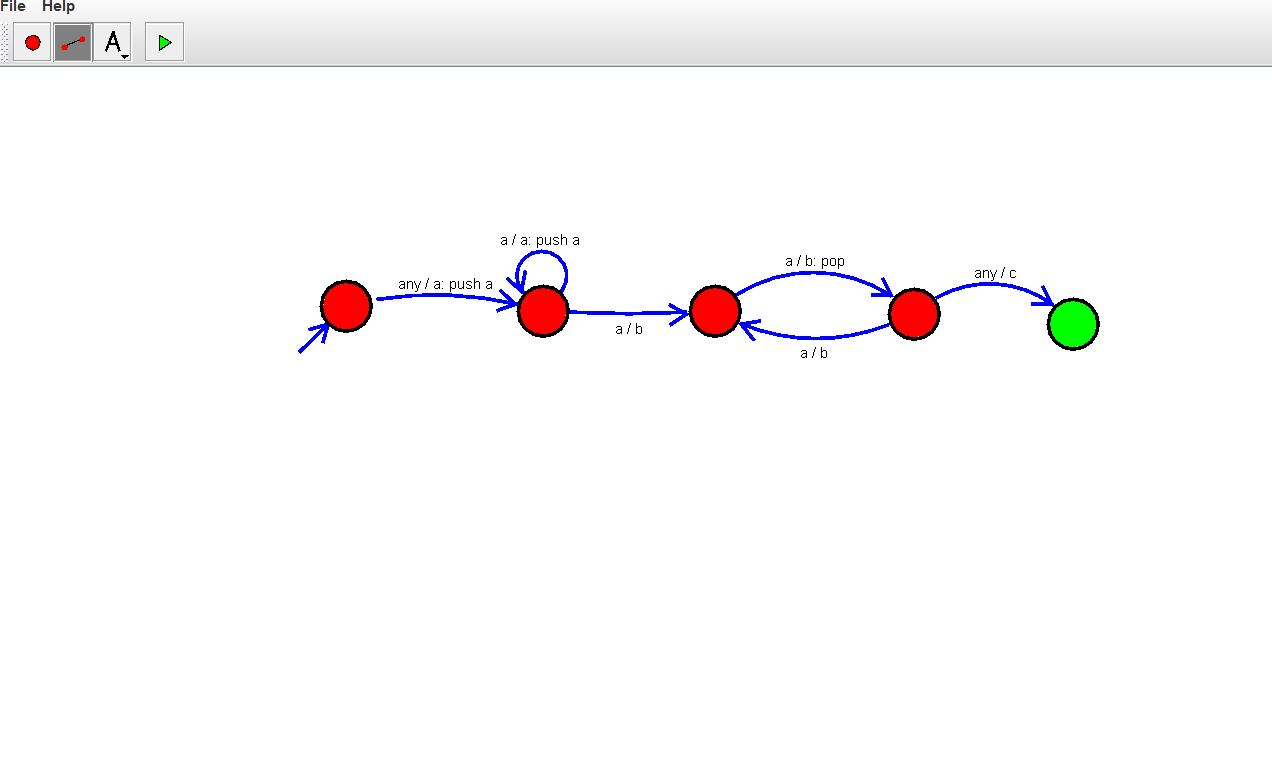 File Help
A
a / a: push a
any / a: push a
a / b
a / b: pop
a / b
any / c